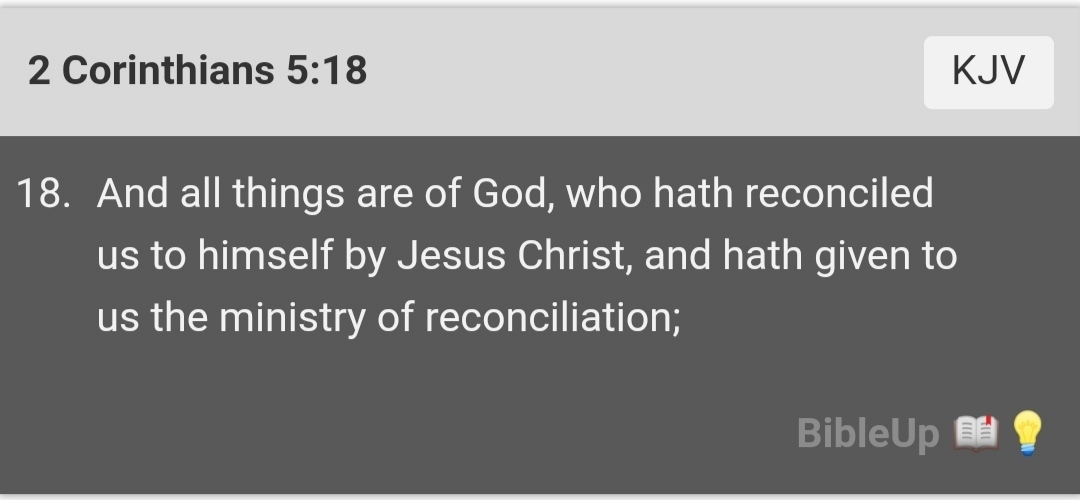 2 Corinthians 5:18
KJV
18. And all things are of God, who hath reconciled
us to himself by Jesus Christ, and hath given to
us the ministry of reconciliation;
BibleUp 📖💡